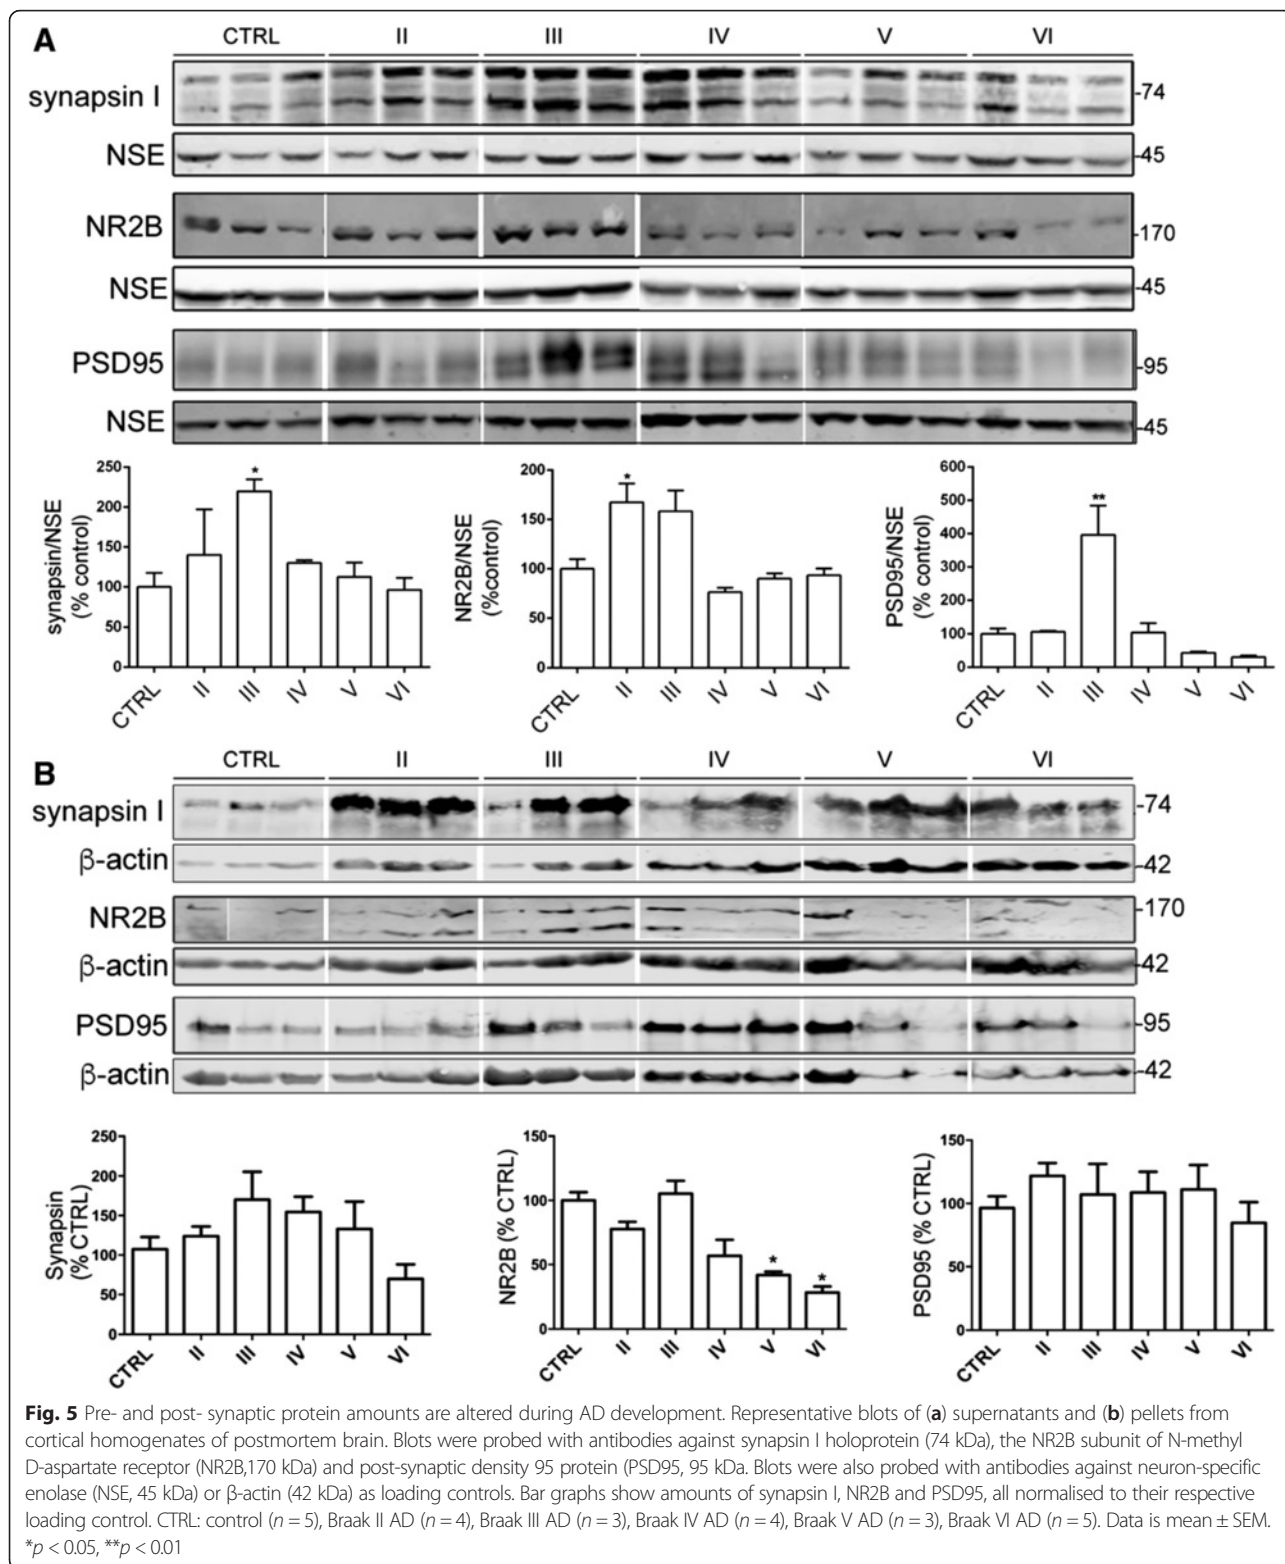 A
CTRL II III IV V VI
synapsin I -74
NSE -45
NR2B -170
NSE -45
PSD95 -95
NSE -45
synapsin/NSE
(% control)
250
200
150
100
50
0
*
CTRL II III IV V VI
NR2B/NSE
(%control)
200
150
100
50
0
*
CTRL II III IV V VI
PSD95/NSE
(% control)
600
500
400
300
200
100
0
**
CTRL II III IV V VI
B
CTRL II III IV V VI
synapsin I -74
β-actin -42
NR2B -170
β-actin -42
PSD95 -95
β-actin -42
Synapsin
(% CTRL)
250
200
150
100
50
0
CTRL II III IV V VI
NR2B (% CTRL)
150
100
50
0
* *
CTRL II III IV V VI
PSD95 (% CTRL)
150
100
50
0
CTRL II III IV V VI
Fig. 5 Pre- and post- synaptic protein amounts are altered during AD development. Representative blots of (a) supernatants and (b) pellets from
cortical homogenates of postmortem brain. Blots were probed with antibodies against synapsin I holoprotein (74 kDa), the NR2B subunit of N-methyl
D-aspartate receptor (NR2B,170 kDa) and post-synaptic density 95 protein (PSD95, 95 kDa. Blots were also probed with antibodies against neuron-specific
enolase (NSE, 45 kDa) or β-actin (42 kDa) as loading controls. Bar graphs show amounts of synapsin I, NR2B and PSD95, all normalised to their respective
loading control. CTRL: control (n = 5), Braak II AD (n = 4), Braak III AD (n = 3), Braak IV AD (n = 4), Braak V AD (n = 3), Braak VI AD (n = 5). Data is mean ± SEM.
*p < 0.05, **p < 0.01